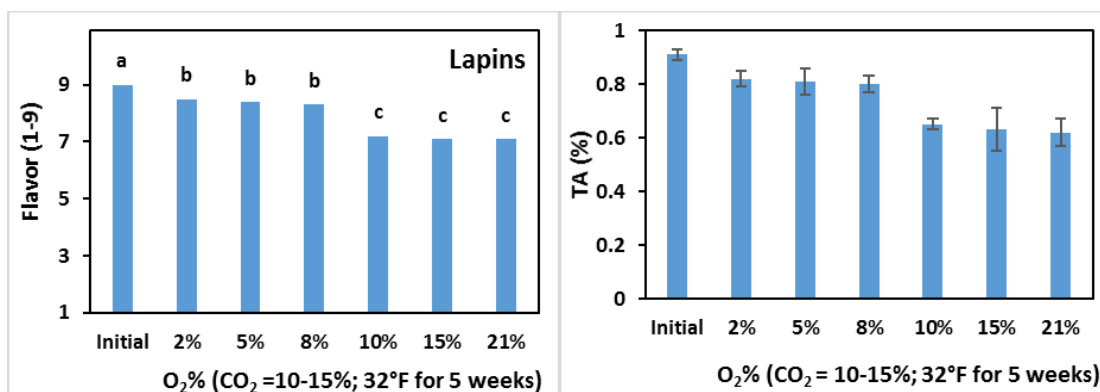 Lapins
a b b b c c c
Flavor (1-9)
9
7
5
3
1
Initial 2% 5% 8% 10% 15% 21%
O₂% (CO₂ =10-15%; 32°F for 5 weeks)
TA (%)
1
0.8
0.6
0.4
0.2
0
Initial 2% 5% 8% 10% 15% 21%
O₂% (CO₂ = 10-15%; 32°F for 5 weeks)